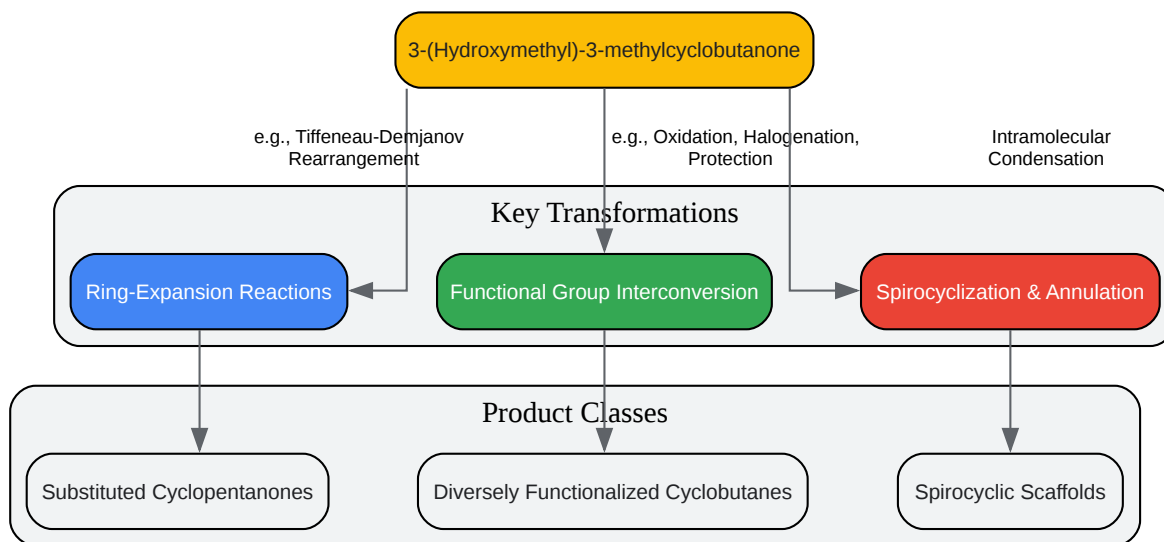 3-(Hydroxymethyl)-3-methylcyclobutanone
e.g., Tiffeneau-Demjanov
Rearrangement
e.g., Oxidation, Halogenation,
Protection
Intramolecular
Condensation
Key Transformations
Ring-Expansion Reactions
Functional Group Interconversion
Spirocyclization & Annulation
Product Classes
Substituted Cyclopentanones
Diversely Functionalized Cyclobutanes
Spirocyclic Scaffolds